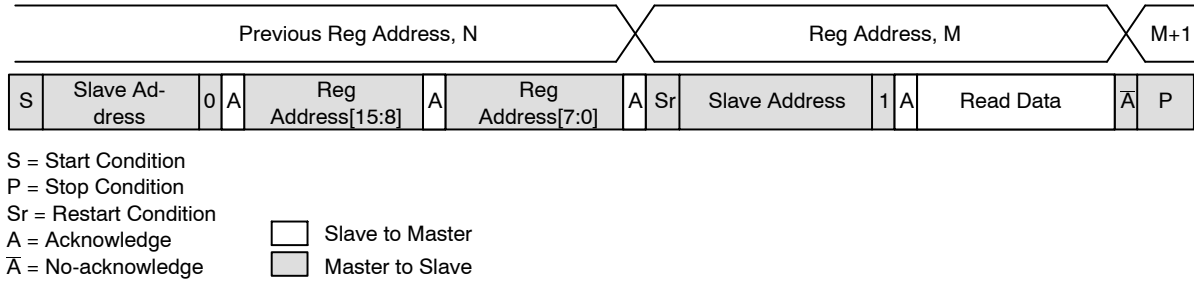 Previous Reg Address, N
Reg Address, M
M+1
S
Slave Ad-
dress
0
A
Reg
Address[15:8]
A
Reg
Address[7:0]
A
Sr
Slave Address
1
A
Read Data
A̅
P
S = Start Condition
P = Stop Condition
Sr = Restart Condition
A = Acknowledge
A̅ = No-acknowledge
Slave to Master
Master to Slave